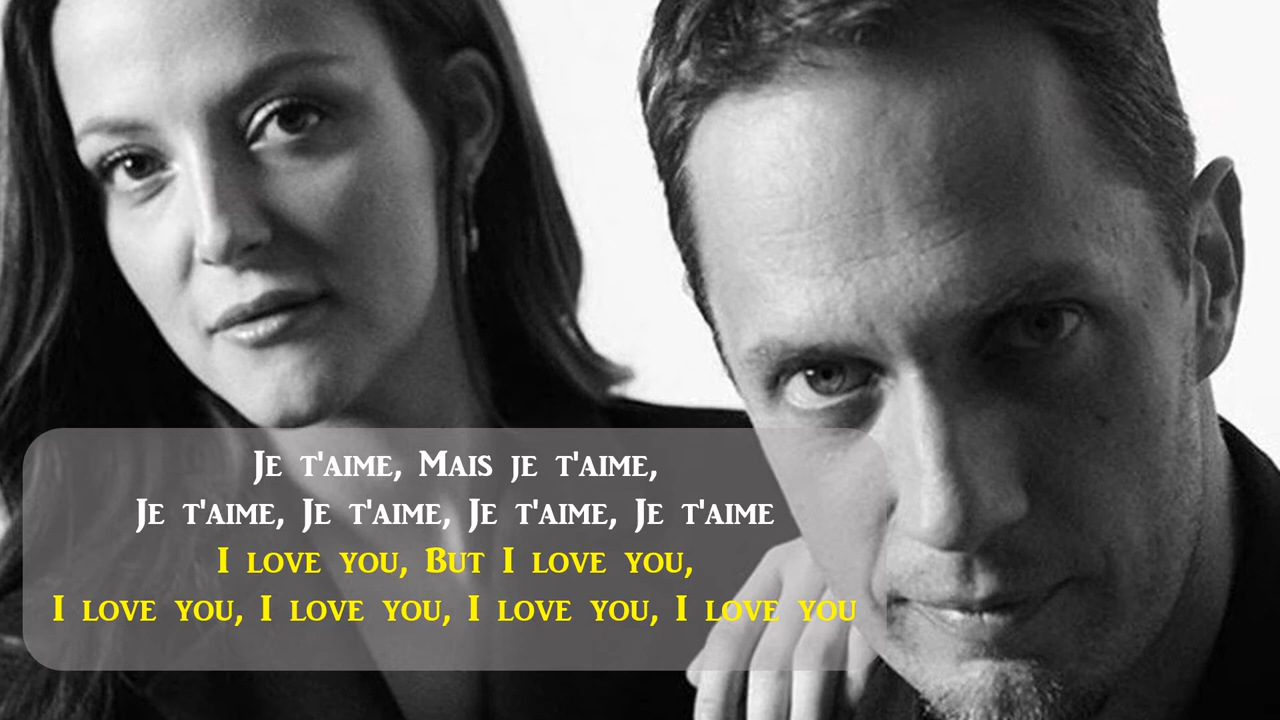 Je t'aime, Mais je t'aime,
Je t'aime, Je t'aime, Je t'aime, Je t'aime
I love you, But I love you,
I love you, I love you, I love you, I love you